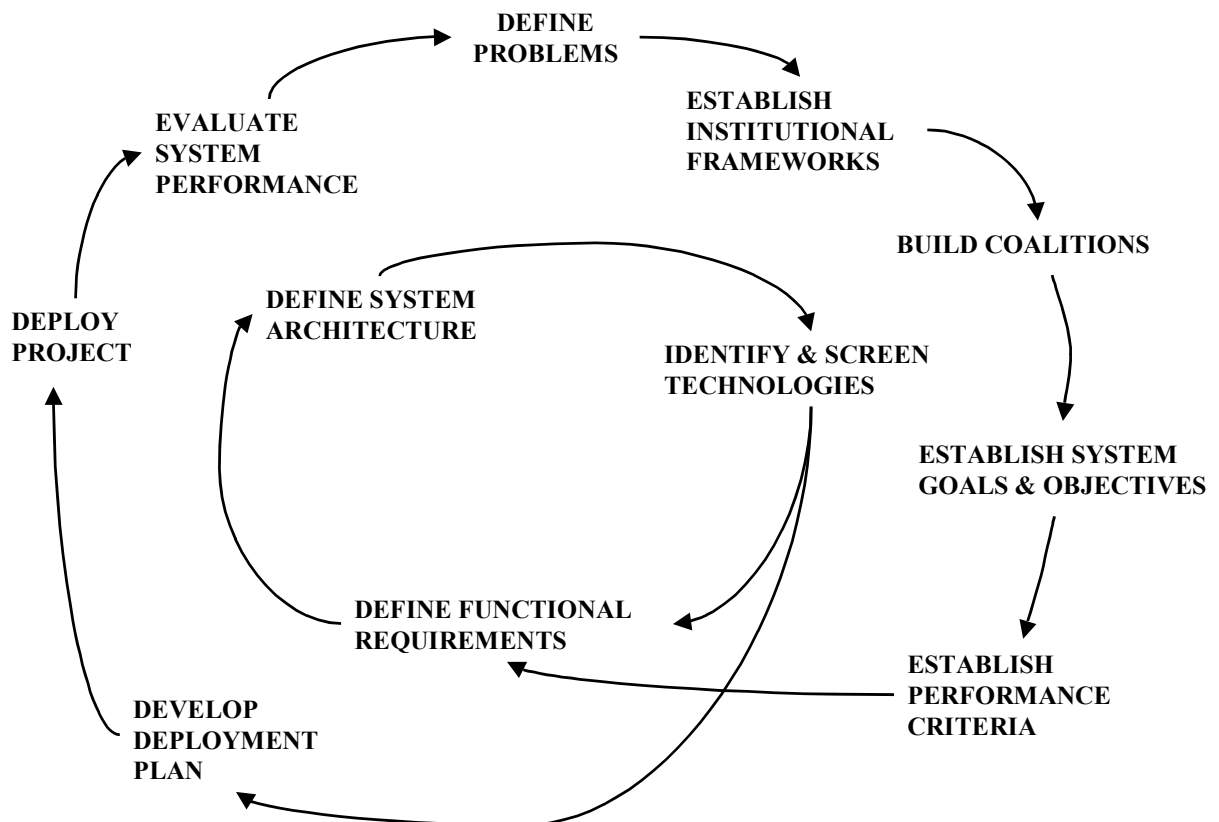 DEFINE
PROBLEMS
ESTABLISH
INSTITUTIONAL
FRAMEWORKS
EVALUATE
SYSTEM
PERFORMANCE
BUILD COALITIONS
DEFINE SYSTEM
ARCHITECTURE
DEPLOY
PROJECT
IDENTIFY & SCREEN
TECHNOLOGIES
ESTABLISH SYSTEM
GOALS & OBJECTIVES
DEFINE FUNCTIONAL
REQUIREMENTS
ESTABLISH
PERFORMANCE
CRITERIA
DEVELOP
DEPLOYMENT
PLAN